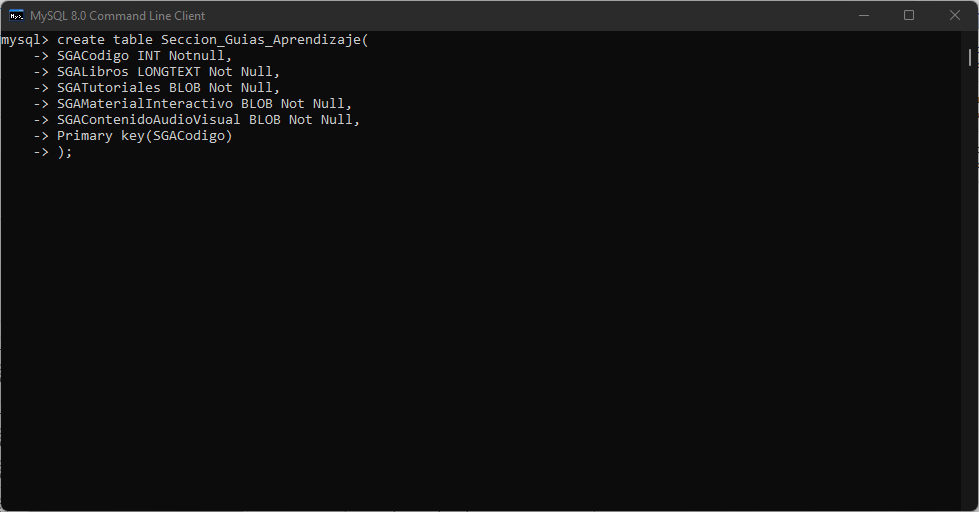 MySQL 8.0 Command Line Client
mysql> create table Seccion_Guias_Aprendizaje(
    -> SGACodigo INT Notnull,
    -> SGALibros LONGTEXT Not Null,
    -> SGATutoriales BLOB Not Null,
    -> SGAMaterialInteractivo BLOB Not Null,
    -> SGAContenidoAudioVisual BLOB Not Null,
    -> Primary key(SGACodigo)
    -> );